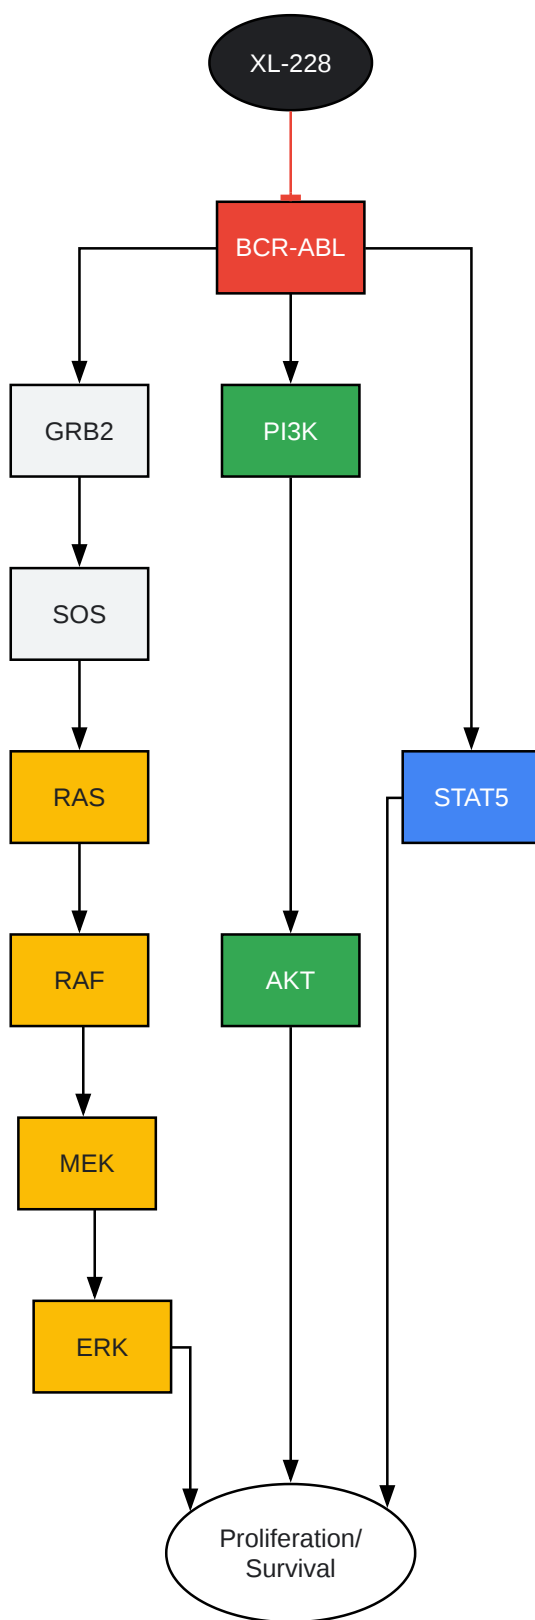 XL-228
BCR-ABL
GRB2
PI3K
SOS
RAS
STAT5
RAF
AKT
MEK
ERK
Proliferation/
Survival